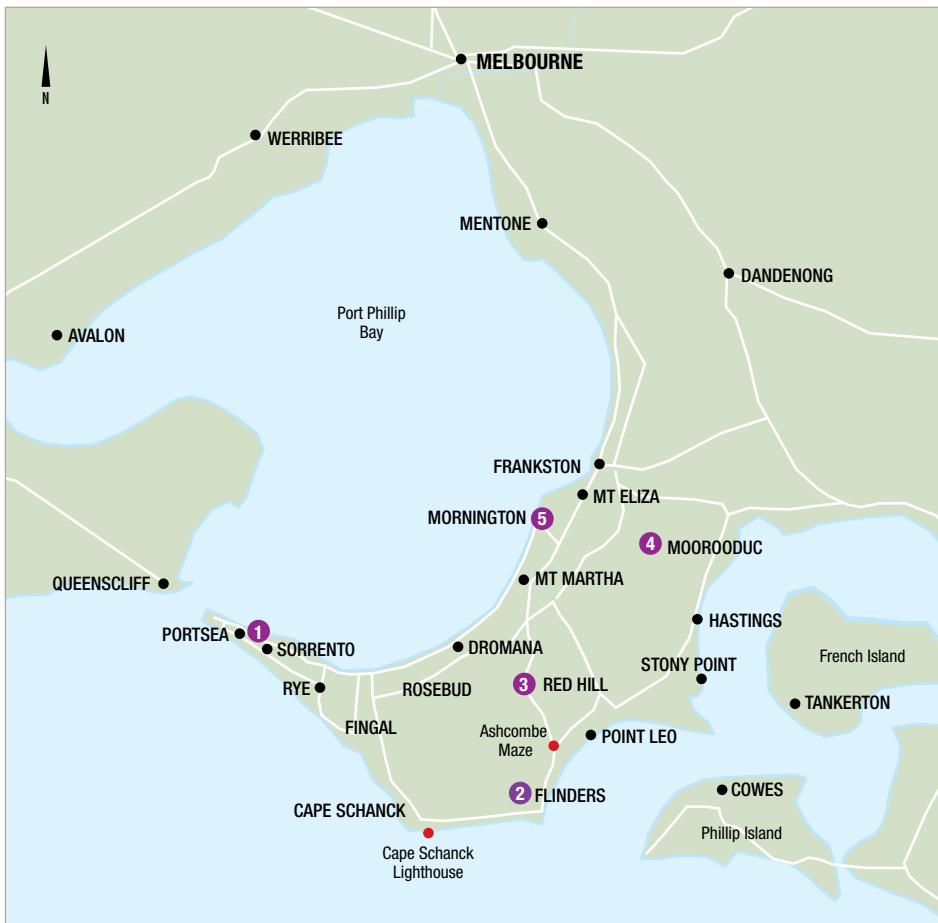 MELBOURNE
N
WERRIBEE
MENTONE
DANDENONG
Port Phillip
Bay
AVALON
FRANKSTON
MT ELIZA
MORNINGTON 5
4 MOOROODUC
QUEENSCLIFF
MT MARTHA
HASTINGS
PORTSEA 1
SORRENTO
DROMANA
French Island
STONY POINT
RYE
ROSEBUD
3 RED HILL
TANKERTON
FINGAL
Ashcombe
Maze
POINT LEO
2 FLINDERS
COWES
CAPE SCHANCK
Phillip Island
Cape Schanck
Lighthouse